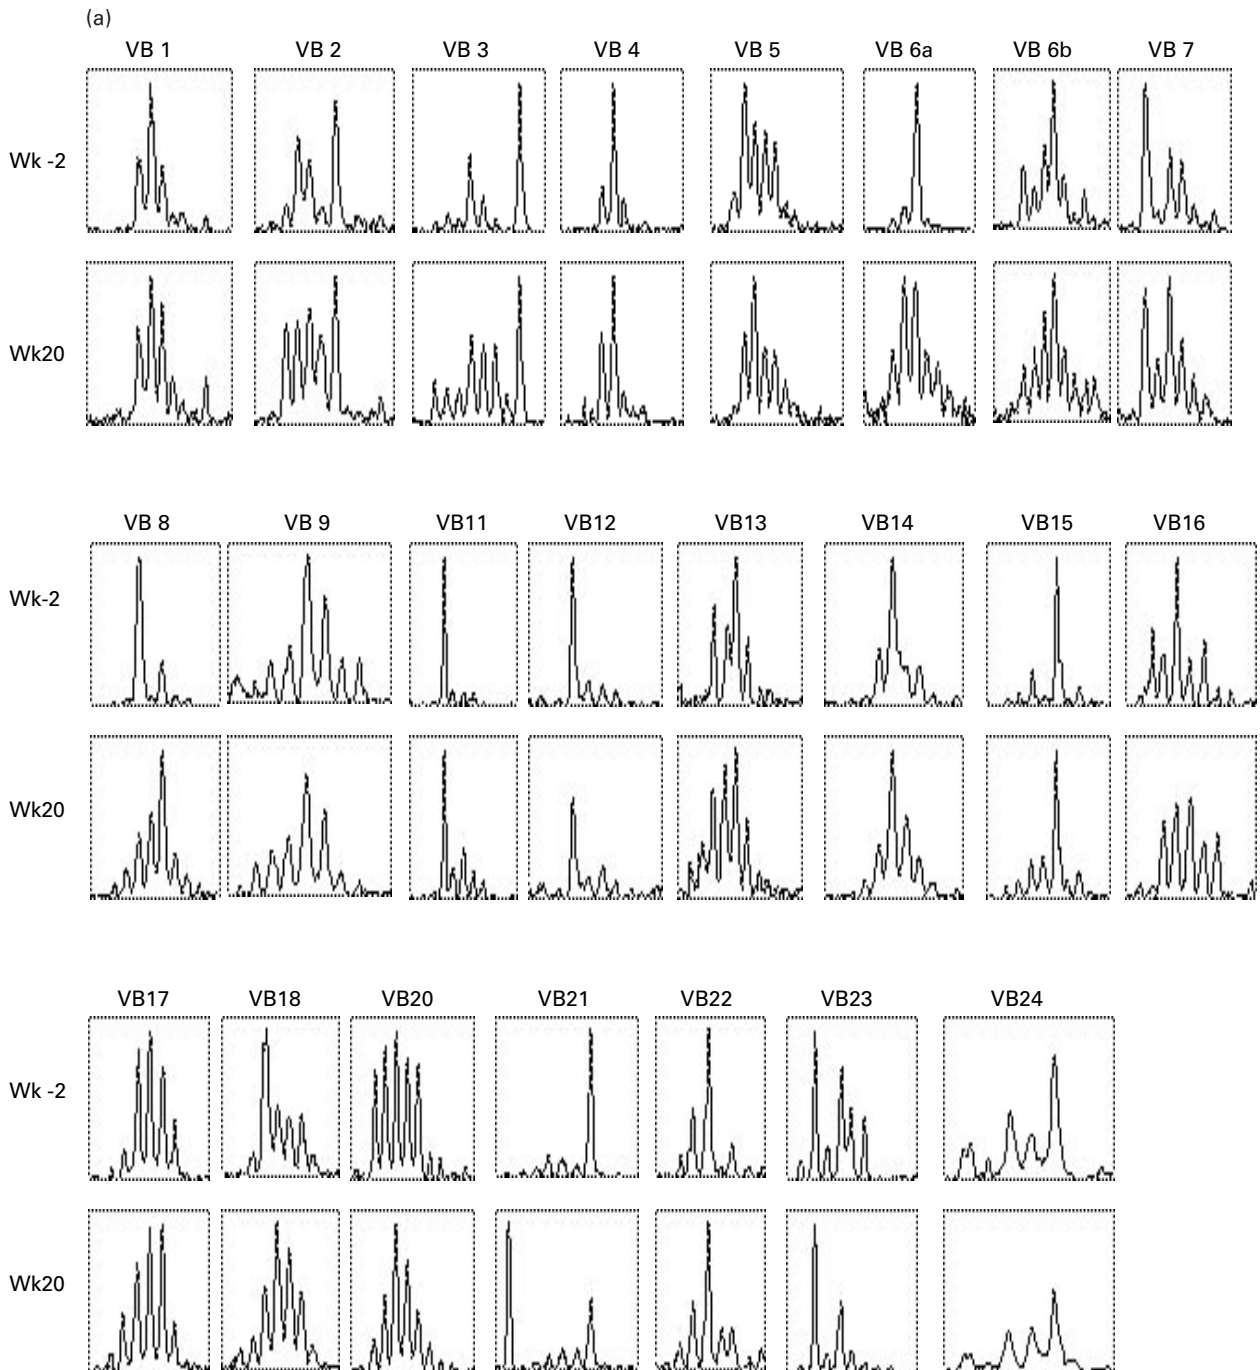 (a)
VB 1 VB 2 VB 3 VB 4 VB 5 VB 6a VB 6b VB 7
Wk -2
Wk20
VB 8 VB 9 VB11 VB12 VB13 VB14 VB15 VB16
Wk-2
Wk20
VB17 VB18 VB20 VB21 VB22 VB23 VB24
Wk -2
Wk20